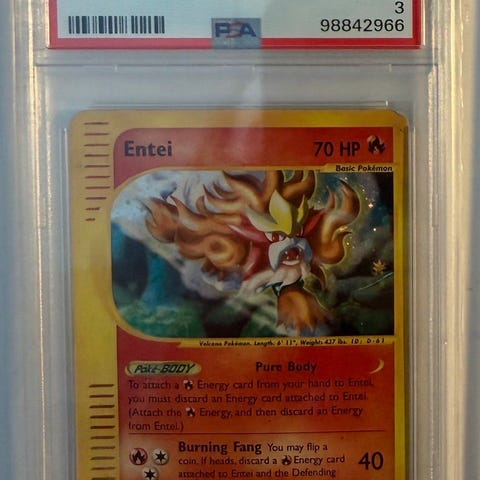 3
PSA 98842966
Entei 70 HP
Basic Pokémon
Volcano Pokémon. Length: 6' 11", Weight: 437 lbs. ID: D-61
Poké-BODY Pure Body
To attach a Energy card from your hand to Entei,
you must discard an Energy card attached to Entei.
(Attach the Energy, and then discard an Energy
from Entei.)
Burning Fang You may flip a
coin. If heads, discard a Energy card
attached to Entei and the Defending
40